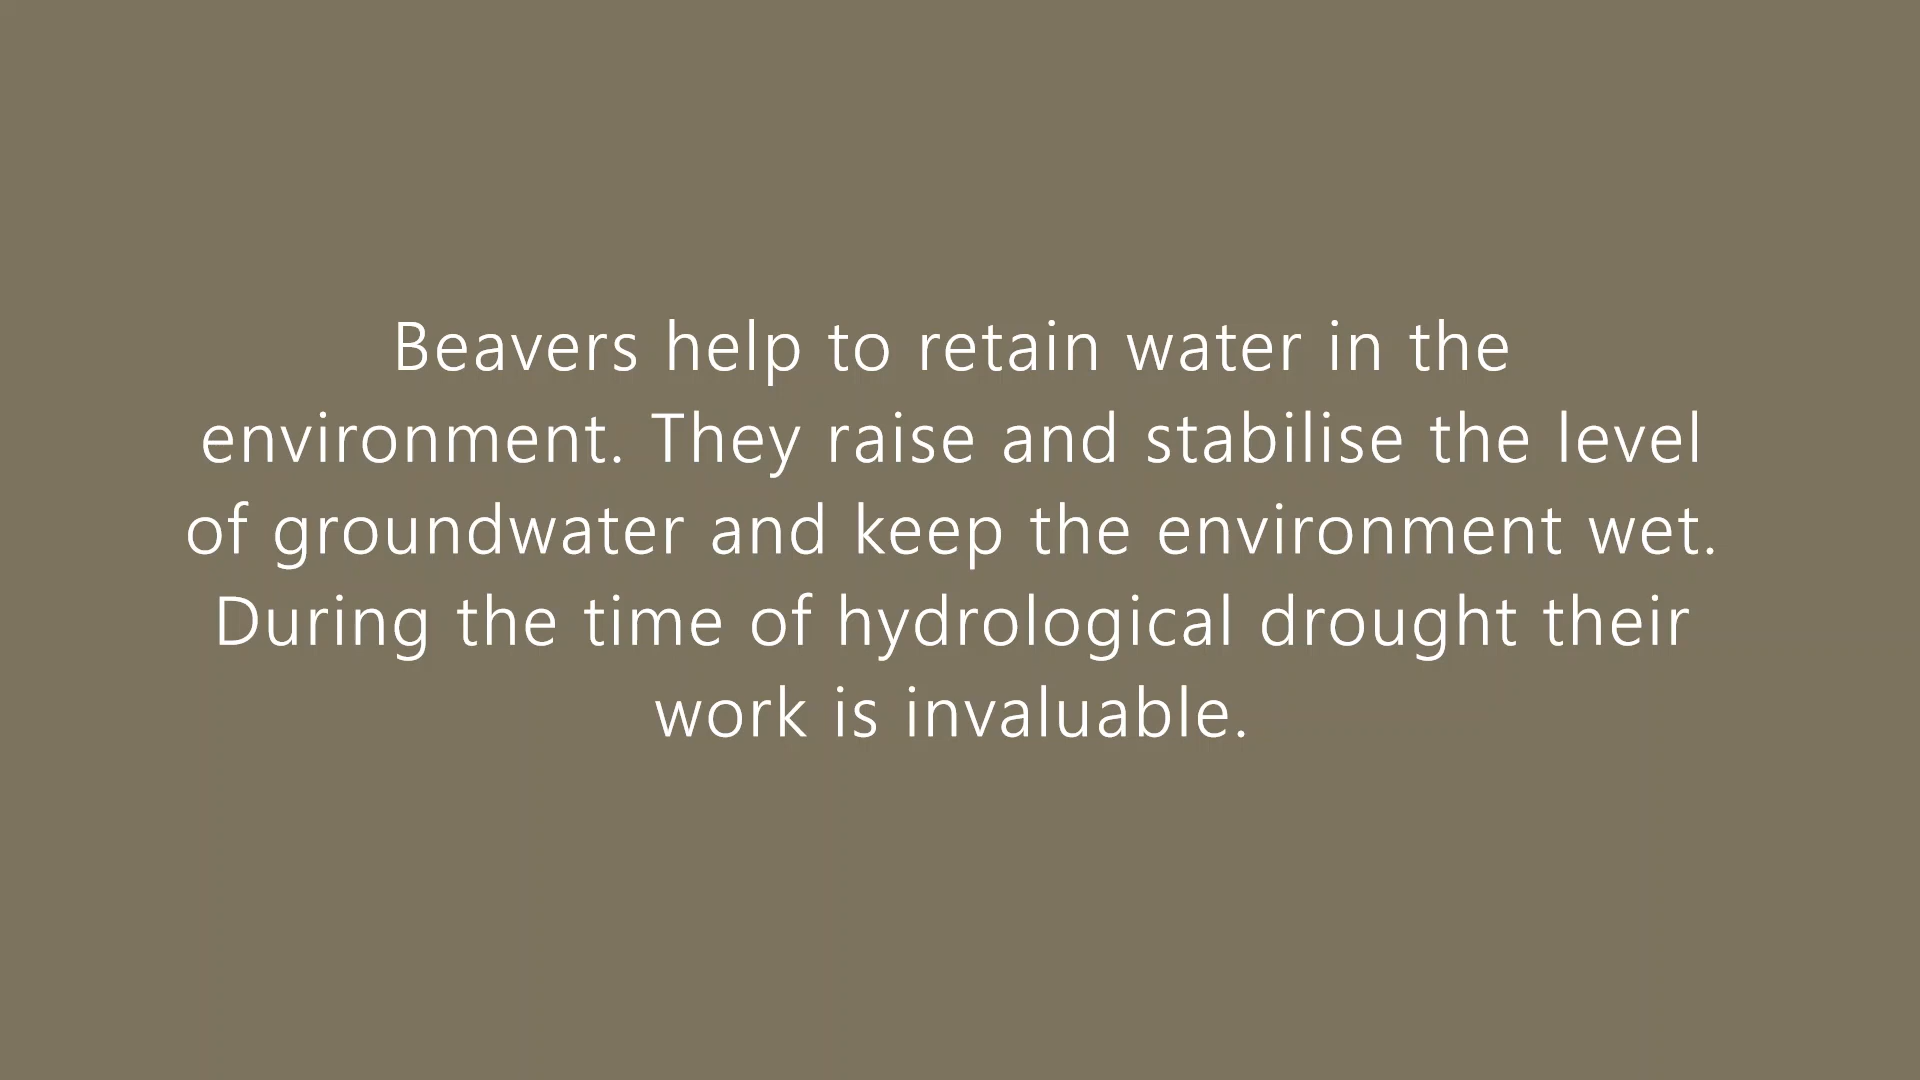 Beavers help to retain water in the
environment. They raise and stabilise the level
of groundwater and keep the environment wet.
During the time of hydrological drought their
work is invaluable.